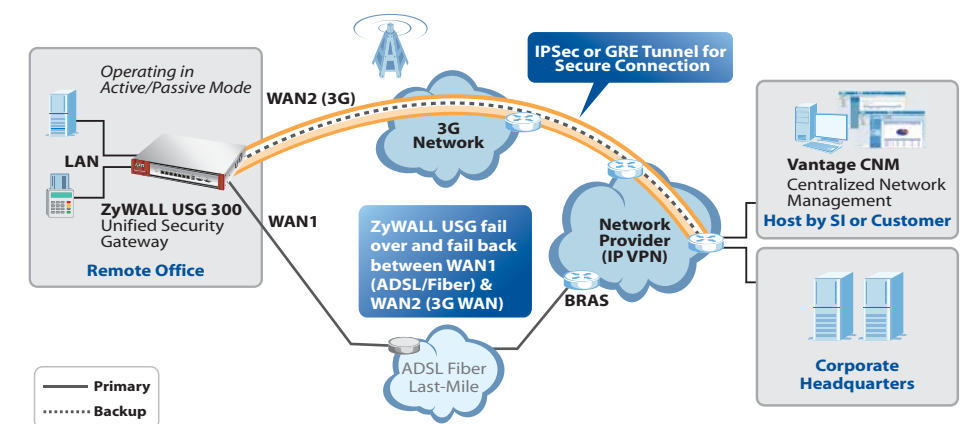 Operating in
Active/Passive Mode
LAN
ZyWALL USG 300
Unified Security
Gateway
Remote Office
WAN2 (3G)
WAN1
3G
Network
IPSec or GRE Tunnel for
Secure Connection
ZyWALL USG fail
over and fail back
between WAN1
(ADSL/Fiber) &
WAN2 (3G WAN)
Network
Provider
(IP VPN)
BRAS
ADSL Fiber
Last-Mile
Vantage CNM
Centralized Network
Management
Host by SI or Customer
Corporate
Headquarters
Primary
Backup